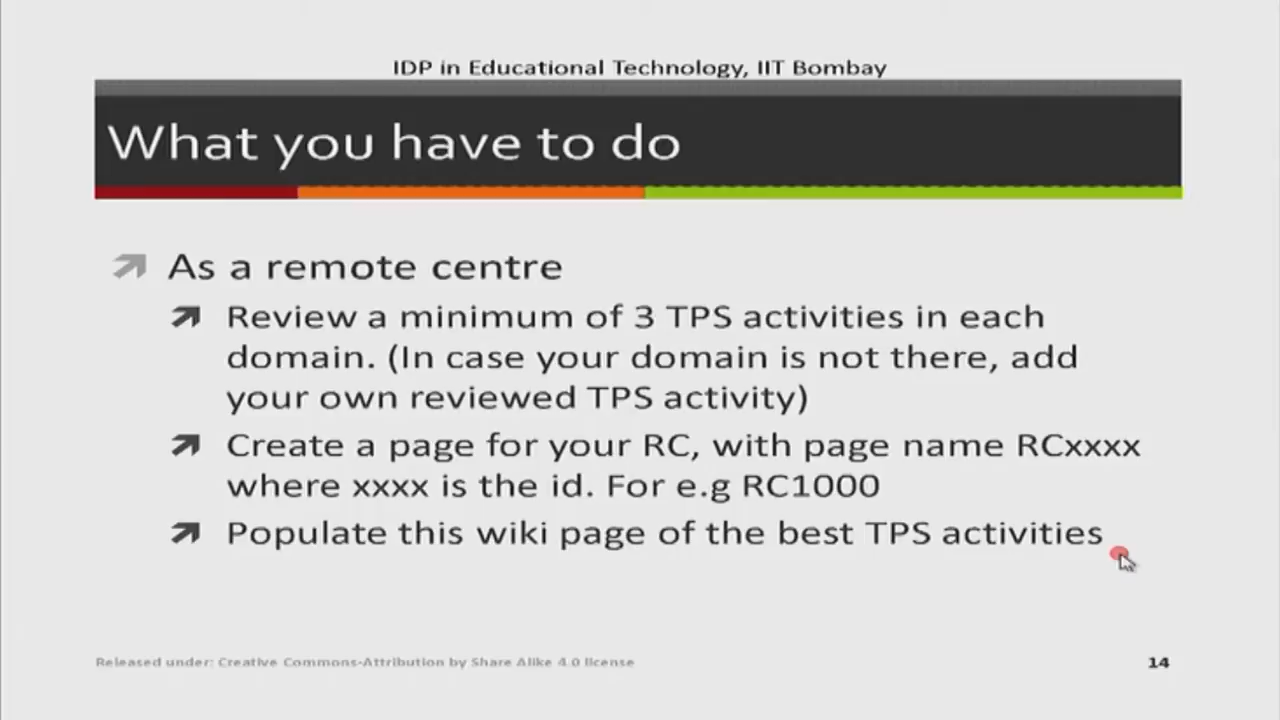 IDP in Educational Technology, IIT Bombay
What you have to do
As a remote centre
Review a minimum of 3 TPS activities in each
domain. (In case your domain is not there, add
your own reviewed TPS activity)
Create a page for your RC, with page name RCxxxx
where xxxx is the id. For e.g RC1000
Populate this wiki page of the best TPS activities
Released under: Creative Commons-Attribution by Share Alike 4.0 license
14